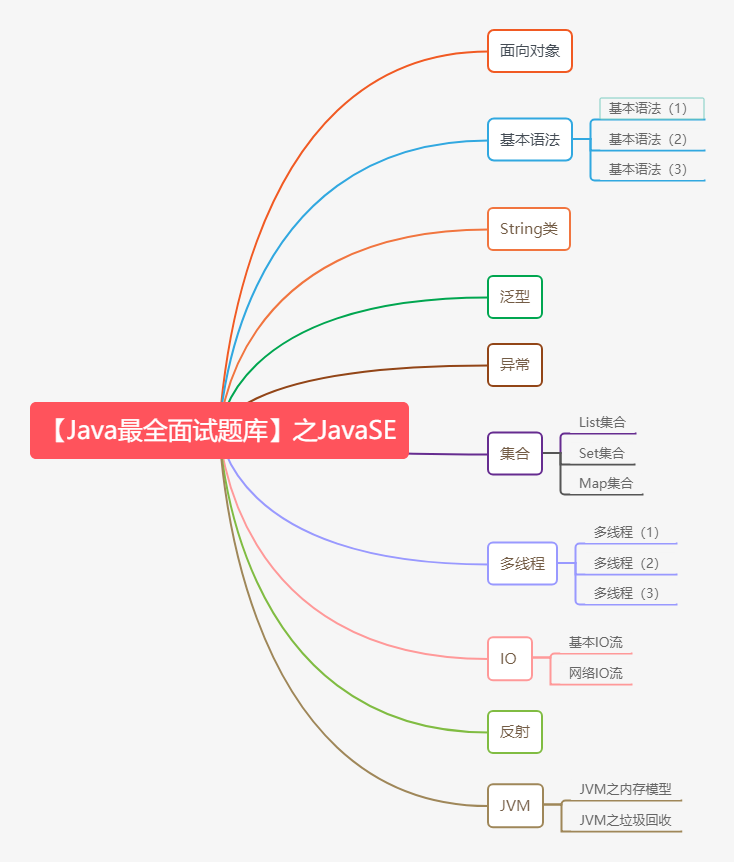 面向对象
基本语法
基本语法（1）
基本语法（2）
基本语法（3）
String类
泛型
异常
【Java最全面试题库】之JavaSE
集合
List集合
Set集合
Map集合
多线程
多线程（1）
多线程（2）
多线程（3）
IO
基本IO流
网络IO流
反射
JVM
JVM之内存模型
JVM之垃圾回收